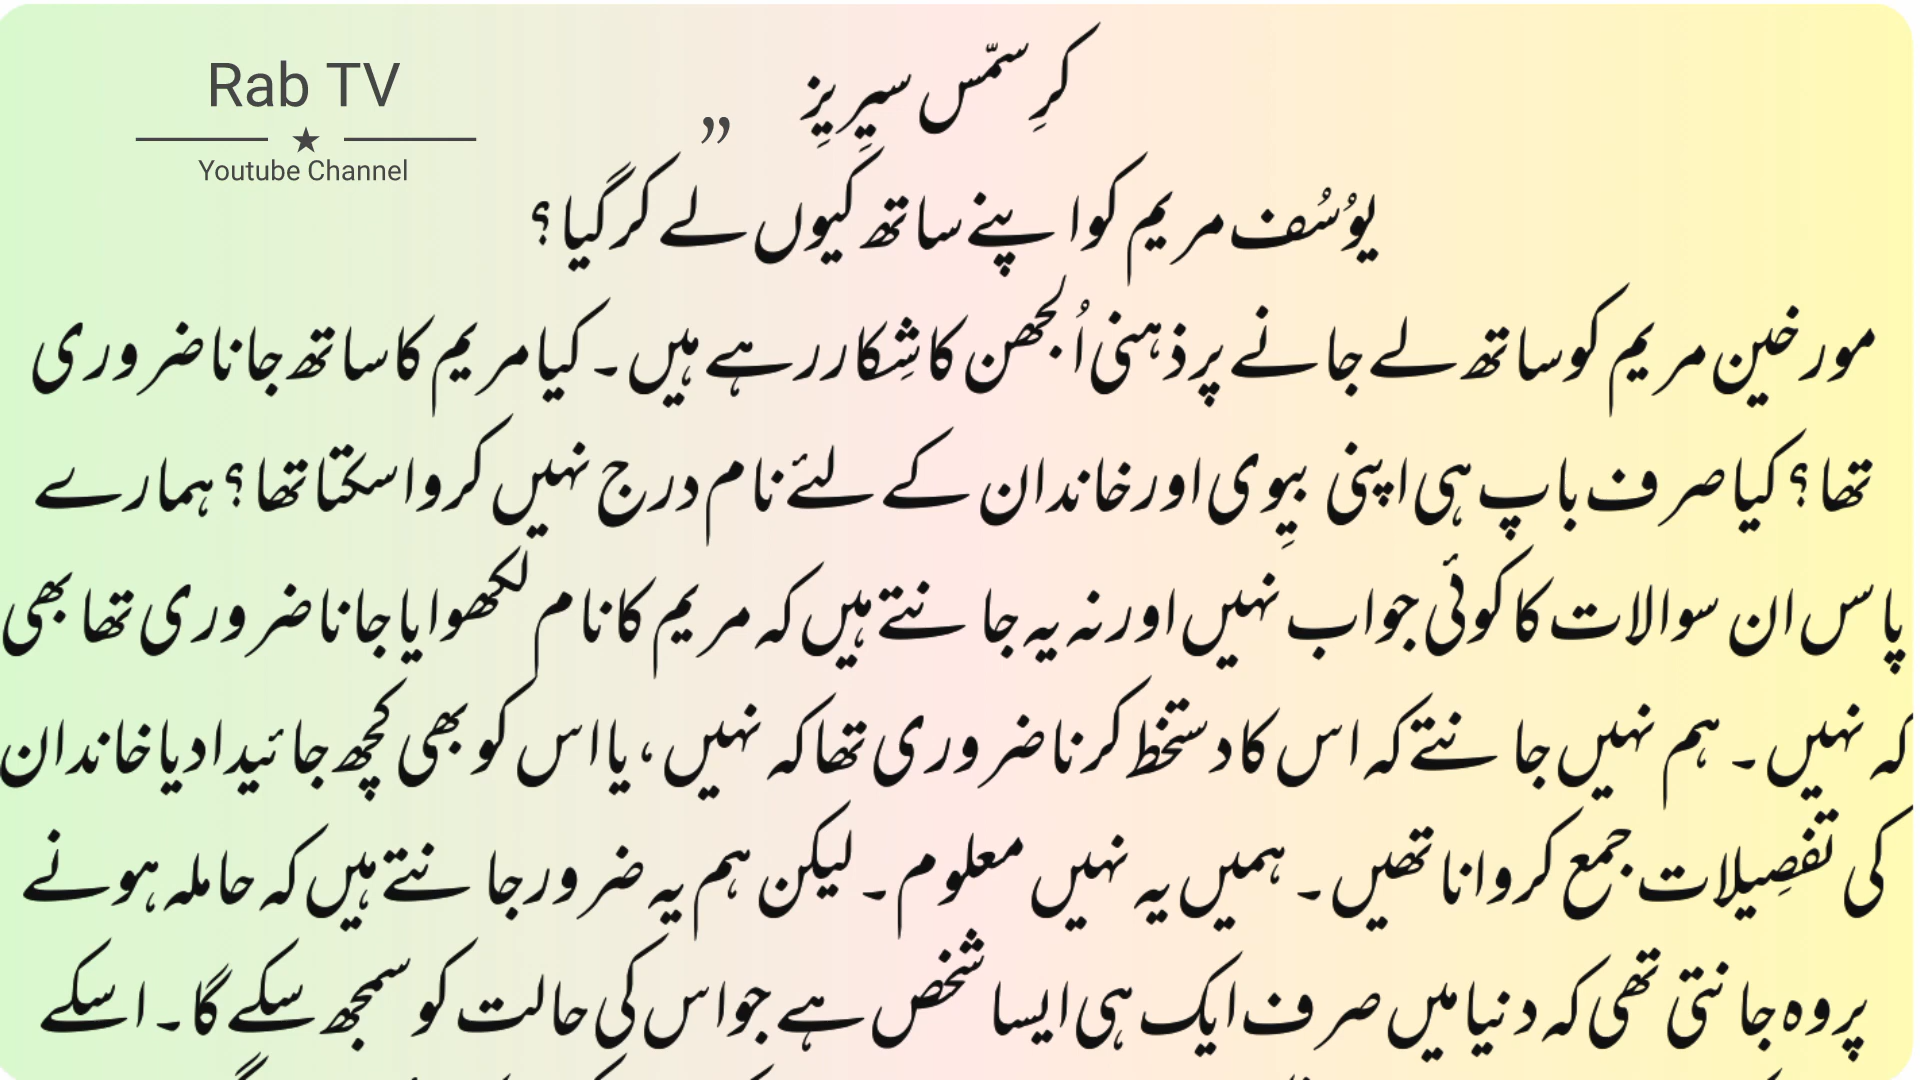 Rab TV
Youtube Channel
کرِسمّس سیِریِز
”
یوُسُف مریم کو اپنے ساتھ کیوں لے کر گیا؟
مورخین مریم کو ساتھ لے جانے پر ذہنی اُلجھن کا شِکار رہے ہیں۔ کیا مریم کا ساتھ جانا ضروری
تھا؟ کیا صرف باپ ہی اپنی بیِوی اور خاندان کے لئے نام درج نہیں کروا سکتا تھا؟ ہمارے
پاس ان سوالات کا کوئی جواب نہیں اور نہ یہ جانتے ہیں کہ مریم کا نام لکھوایا جانا ضروری تھا بھی
کہ نہیں۔ ہم نہیں جانتے کہ اس کا دستخط کرنا ضروری تھا کہ نہیں، یا اس کو بھی کچھ جائیداد یا خاندان
کی تفصِیلات جمع کروانا تھیں۔ ہمیں یہ نہیں معلوم۔ لیکن ہم یہ ضرور جانتے ہیں کہ حاملہ ہونے
پر وہ جانتی تھی کہ دنیا میں صرف ایک ہی ایسا شخص ہے جو اس کی حالت کو سمجھ سکے گا۔ اسکے